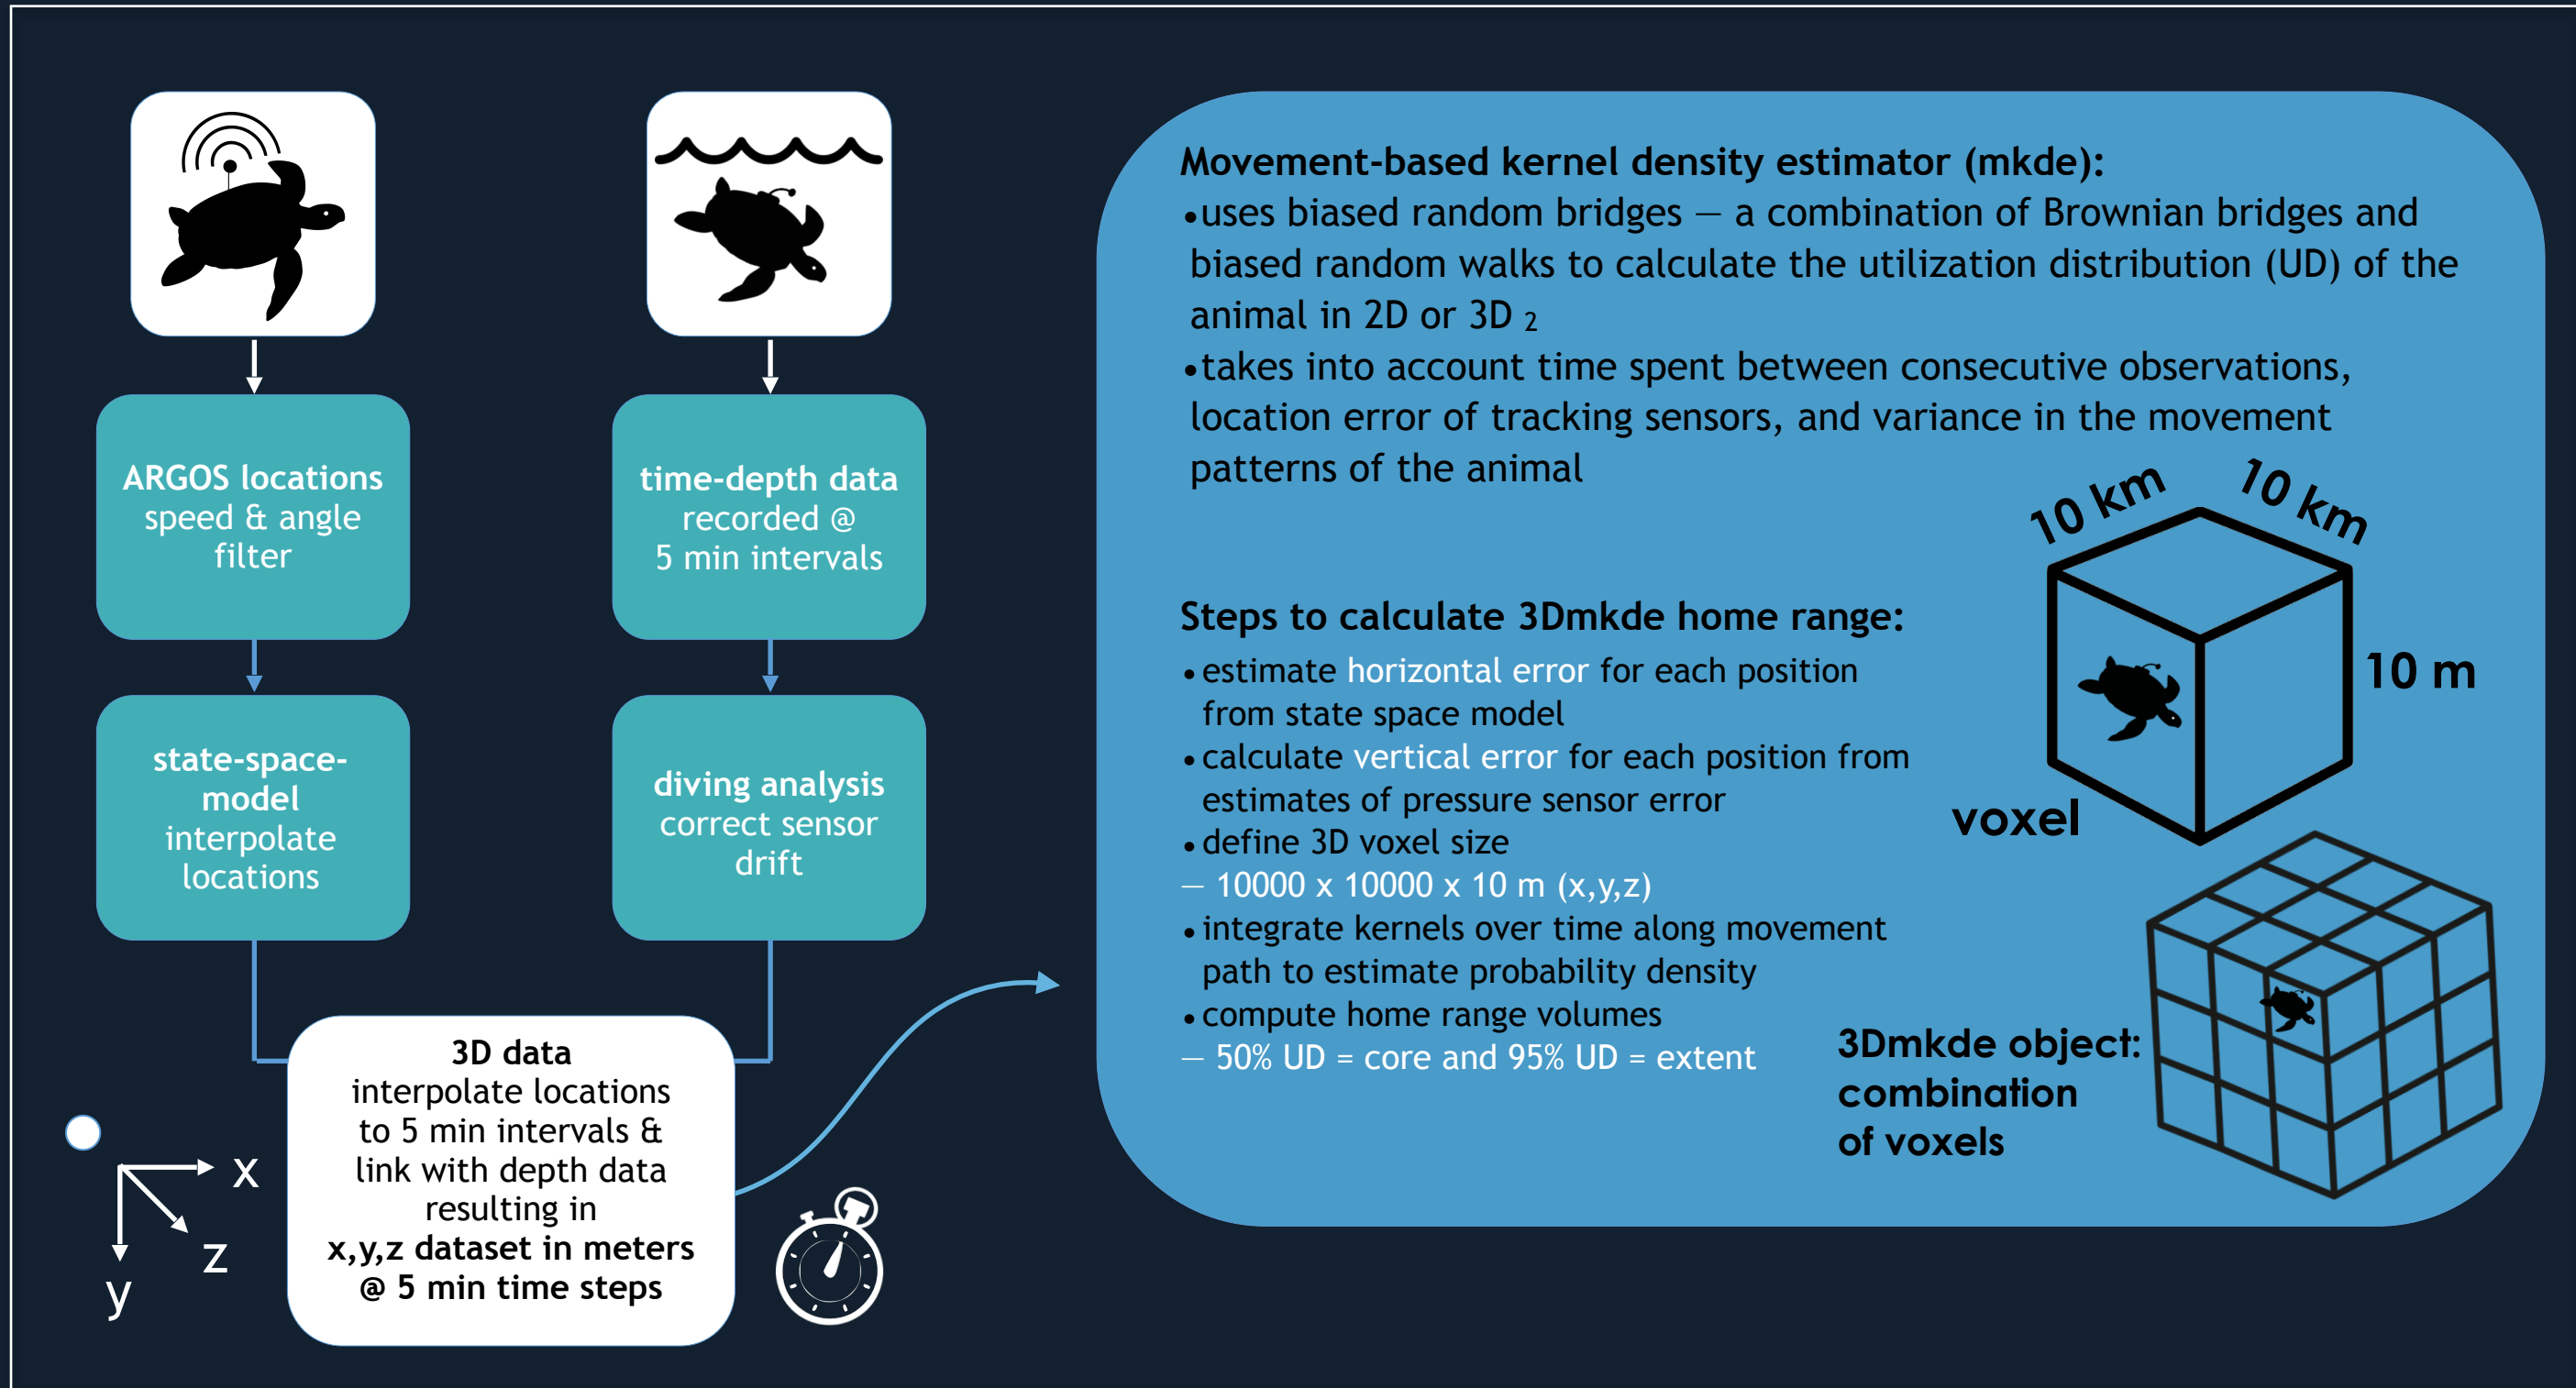 ARGOS locations
speed & angle
filter
state-space-
model
interpolate
locations
time-depth data
recorded @
5 min intervals
diving analysis
correct sensor
drift
3D data
interpolate locations
to 5 min intervals &
link with depth data
resulting in
x,y,z dataset in meters
@ 5 min time steps
x
z
y
Movement-based kernel density estimator (mkde):
•uses biased random bridges — a combination of Brownian bridges and
biased random walks to calculate the utilization distribution (UD) of the
animal in 2D or 3D 2
•takes into account time spent between consecutive observations,
location error of tracking sensors, and variance in the movement
patterns of the animal
Steps to calculate 3Dmkde home range:
• estimate horizontal error for each position
from state space model
• calculate vertical error for each position from
estimates of pressure sensor error
• define 3D voxel size
— 10000 x 10000 x 10 m (x,y,z)
• integrate kernels over time along movement
path to estimate probability density
• compute home range volumes
— 50% UD = core and 95% UD = extent
10 km
10 km
10 m
voxel
3Dmkde object:
combination
of voxels